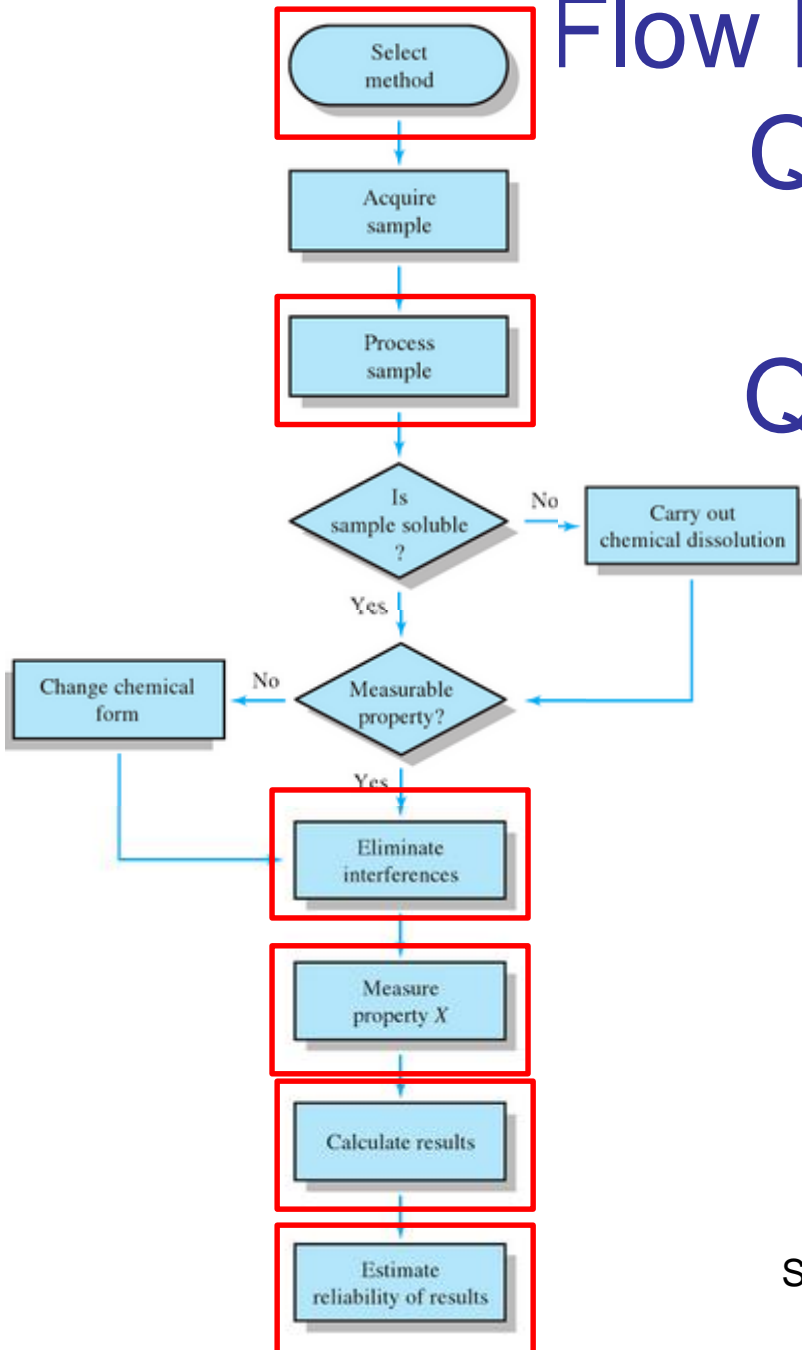 Flow
Q
Q
Select
method
Acquire
sample
Process
sample
Is
sample soluble
?
No
Carry out
chemical dissolution
Yes
Change chemical
form
No
Measurable
property?
Yes
Eliminate
interferences
Measure
property X
Calculate results
Estimate
reliability of results
s